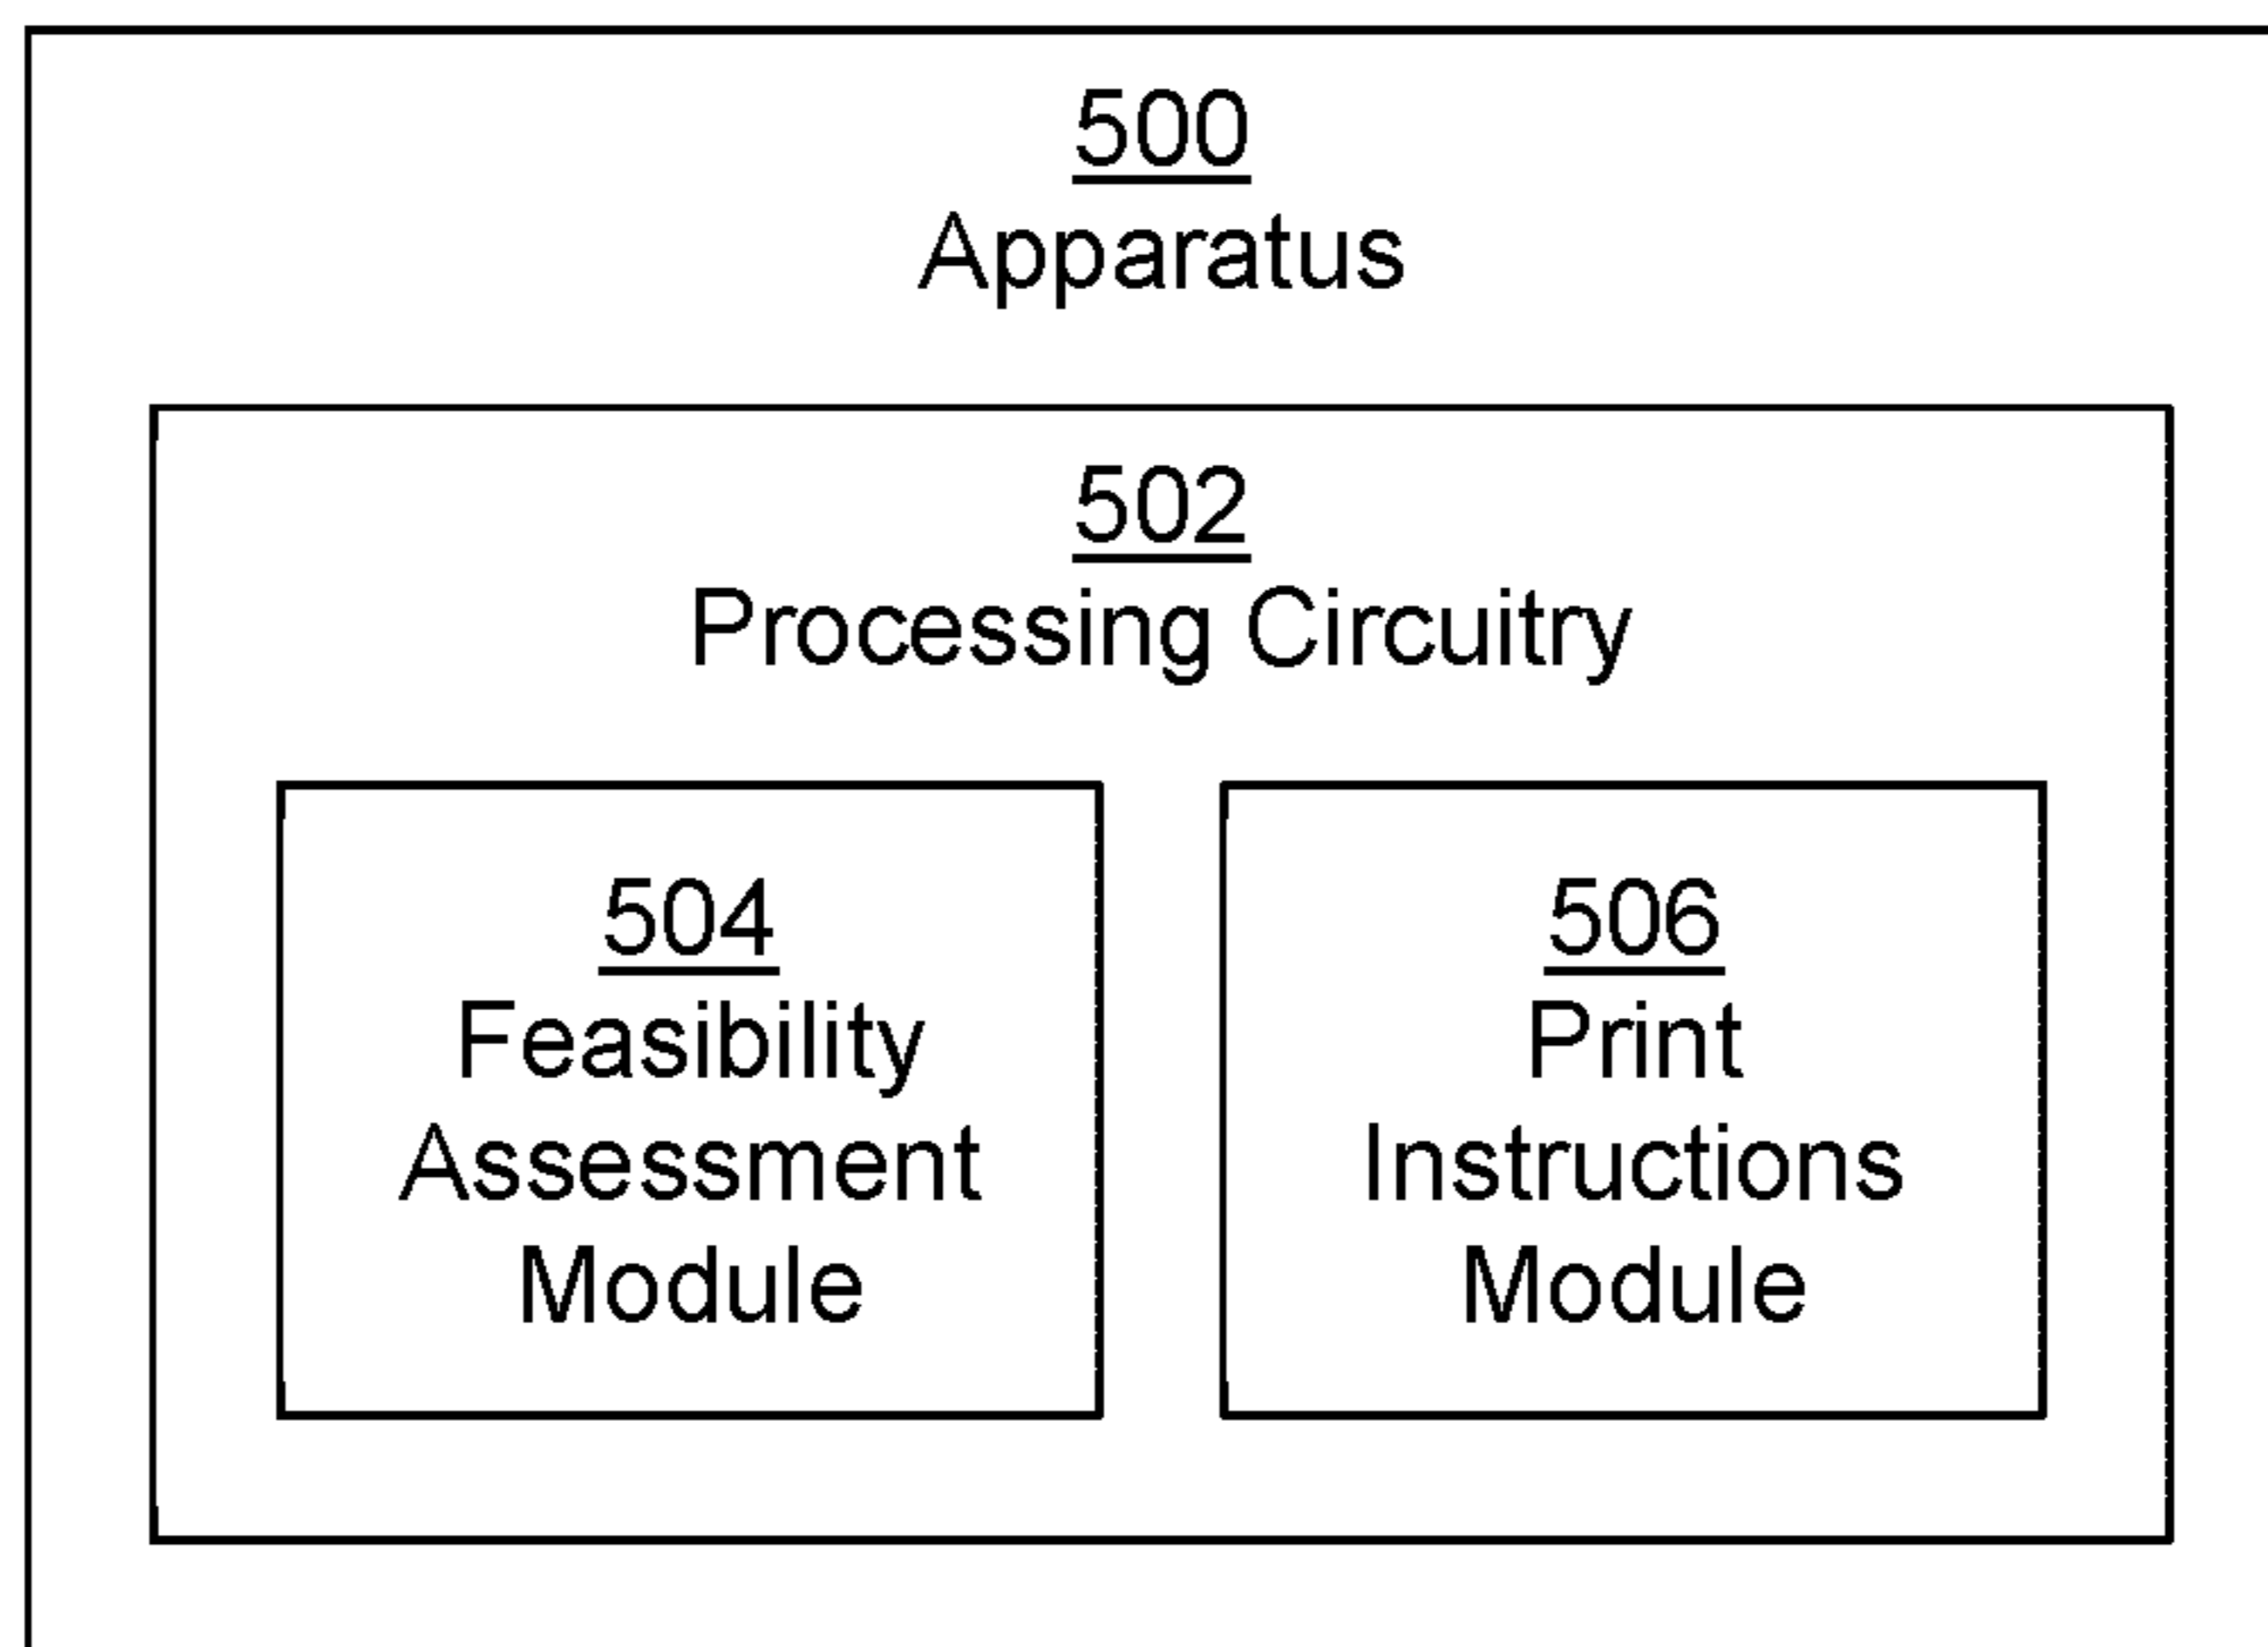 500
Apparatus
502
Processing Circuitry
504
Feasibility
Assessment
Module
506
Print
Instructions
Module